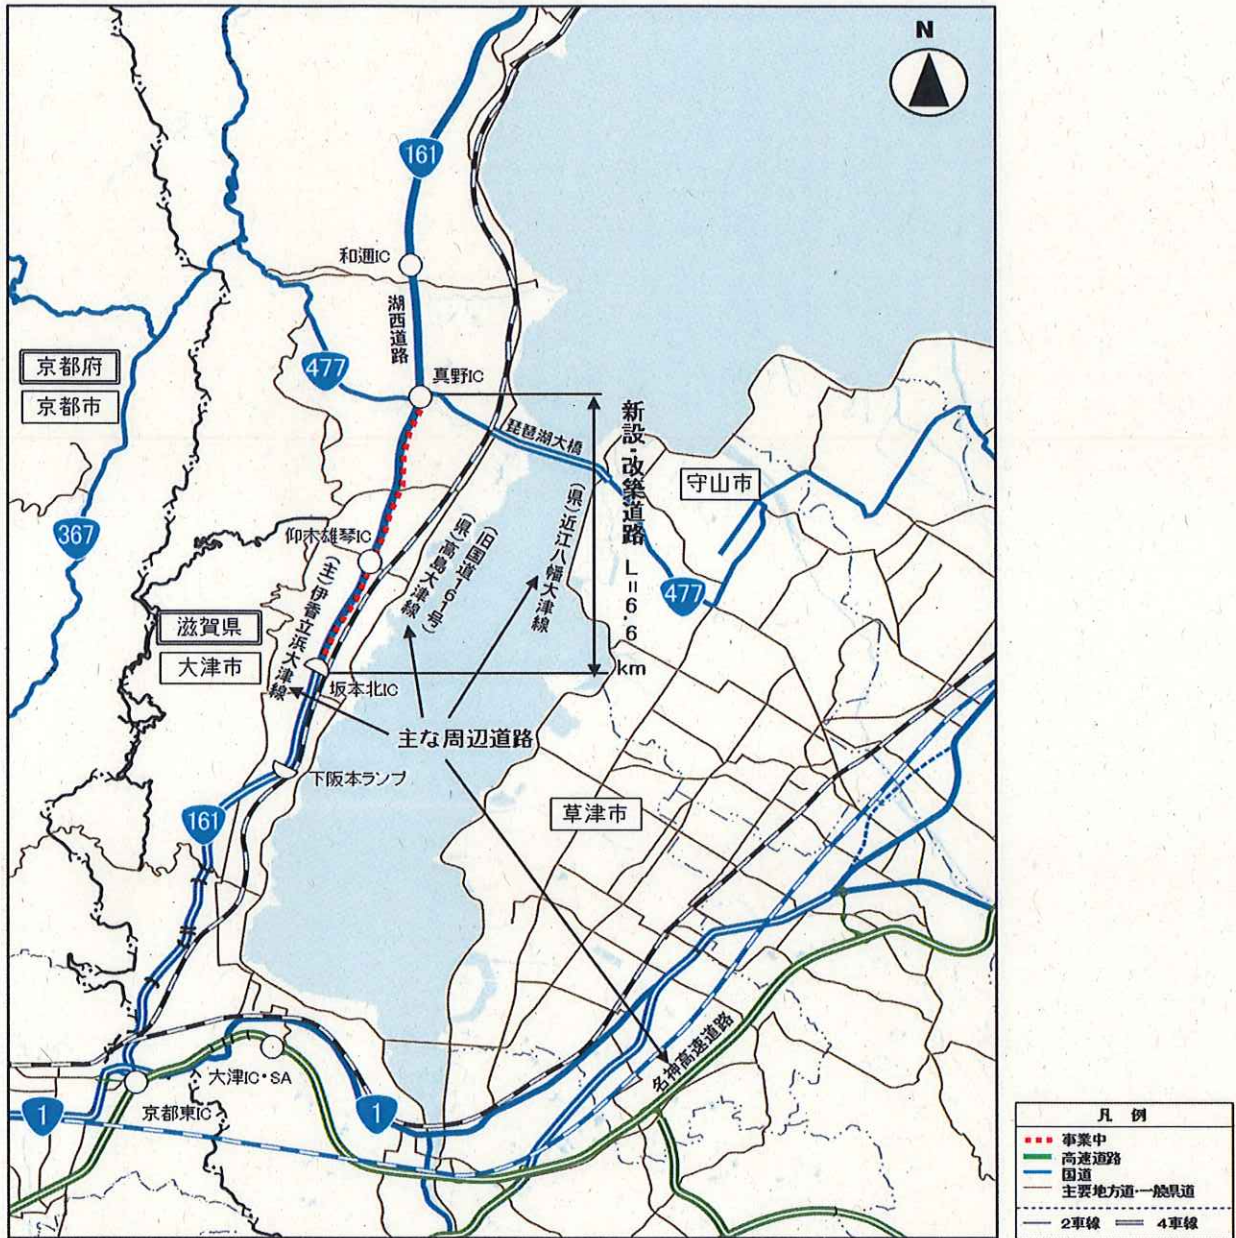 N
161
和邇IC
湖西道路
京都府
京都市
477
真野IC
琵琶湖大橋
新設・改築道路 L=6.6km
守山市
367
仰木雄琴IC
(主)伊香立浜大津線
(旧国道161号)
(県)高島大津線
(県)近江八幡大津線
477
滋賀県
大津市
坂本北IC
主な周辺道路
下阪本ランプ
161
草津市
名神高速道路
大津IC・SA
京都東IC
1
1
凡 例
事業中
高速道路
国道
主要地方道・一般県道
2車線 4車線